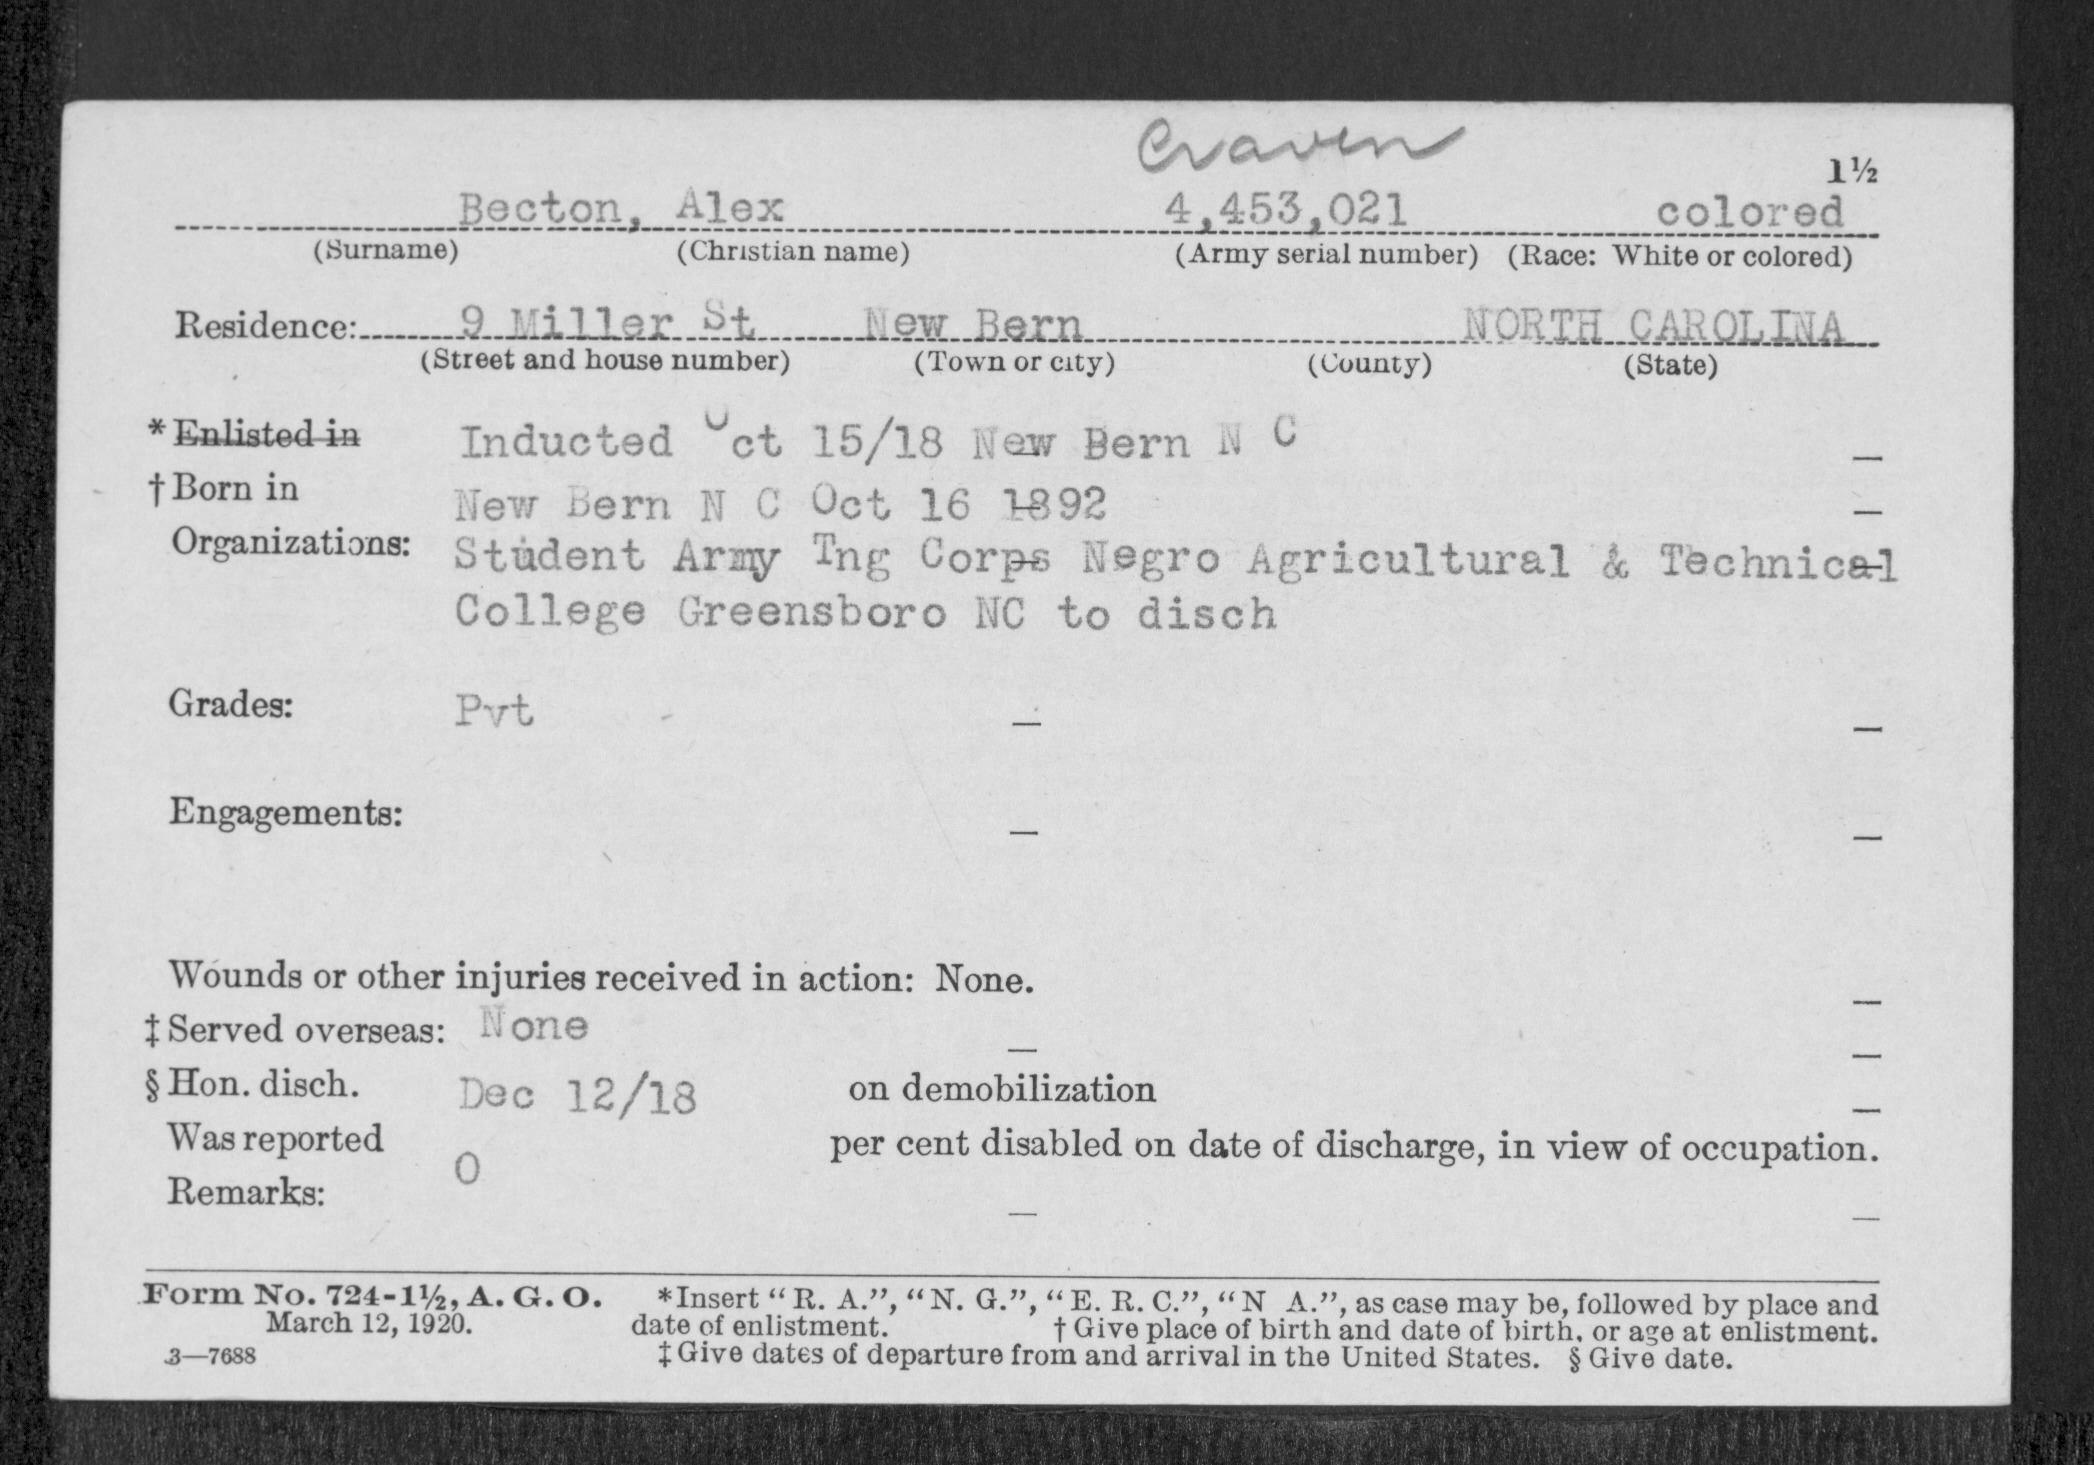 Craven
1½
Becton, Alex 4,453,021 colored
(Surname) (Christian name) (Army serial number) (Race: White or colored)
Residence: 9 Miller St New Bern NORTH CAROLINA
(Street and house number) (Town or city) (County) (State)
* Enlisted in Inducted Oct 15/18 New Bern N C
† Born in New Bern N C Oct 16 1892
Organizations: Student Army Tng Corps Negro Agricultural & Technical
College Greensboro NC to disch
Grades: Pvt
Engagements:
Wounds or other injuries received in action: None.
‡ Served overseas: None
§ Hon. disch. Dec 12/18 on demobilization
Was reported 0 per cent disabled on date of discharge, in view of occupation.
Remarks:
Form No. 724-1½, A. G. O. *Insert "R. A.", "N. G.", "E. R. C.", "N A.", as case may be, followed by place and
March 12, 1920. date of enlistment. † Give place of birth and date of birth, or age at enlistment.
3—7688 ‡ Give dates of departure from and arrival in the United States. § Give date.